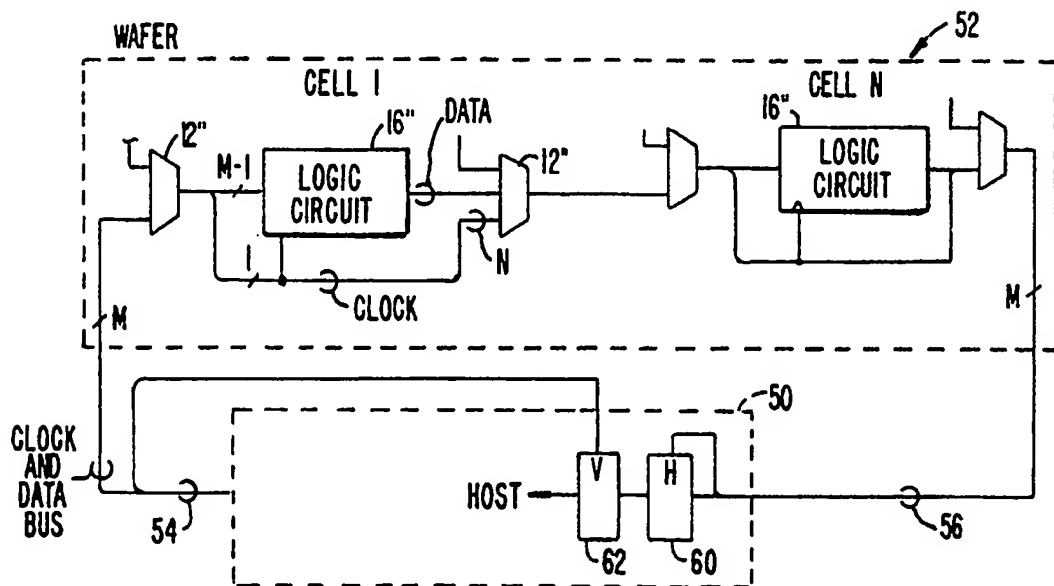 WAFER
52
CELL 1
CELL N
12"
16"
DATA
12"
16"
M-1
LOGIC
CIRCUIT
LOGIC
CIRCUIT
N
1
CLOCK
M
M
50
CLOCK
AND
DATA
BUS
54
HOST
V
H
62
60
56